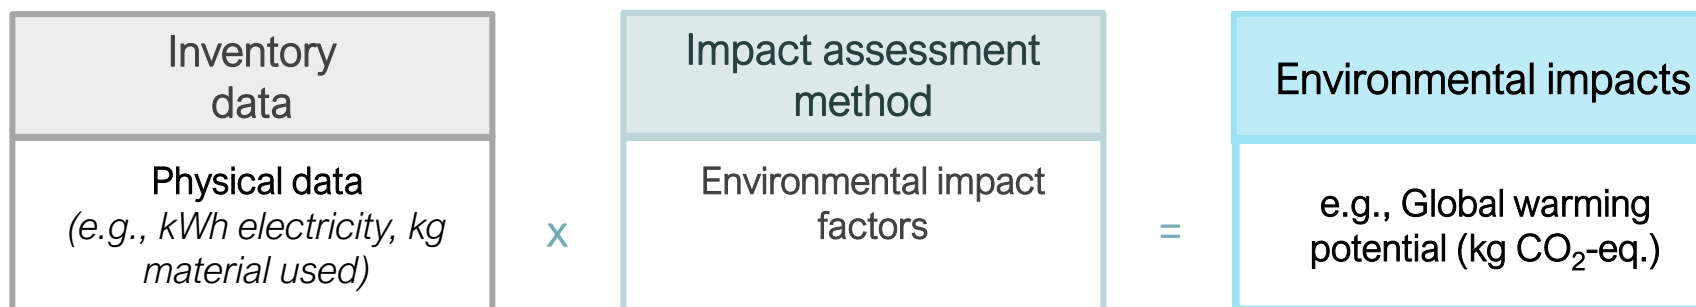 Inventory
data
Physical data
(e.g., kWh electricity, kg
material used)
x
Impact assessment
method
Environmental impact
factors
=
Environmental impacts
e.g., Global warming
potential (kg CO₂-eq.)